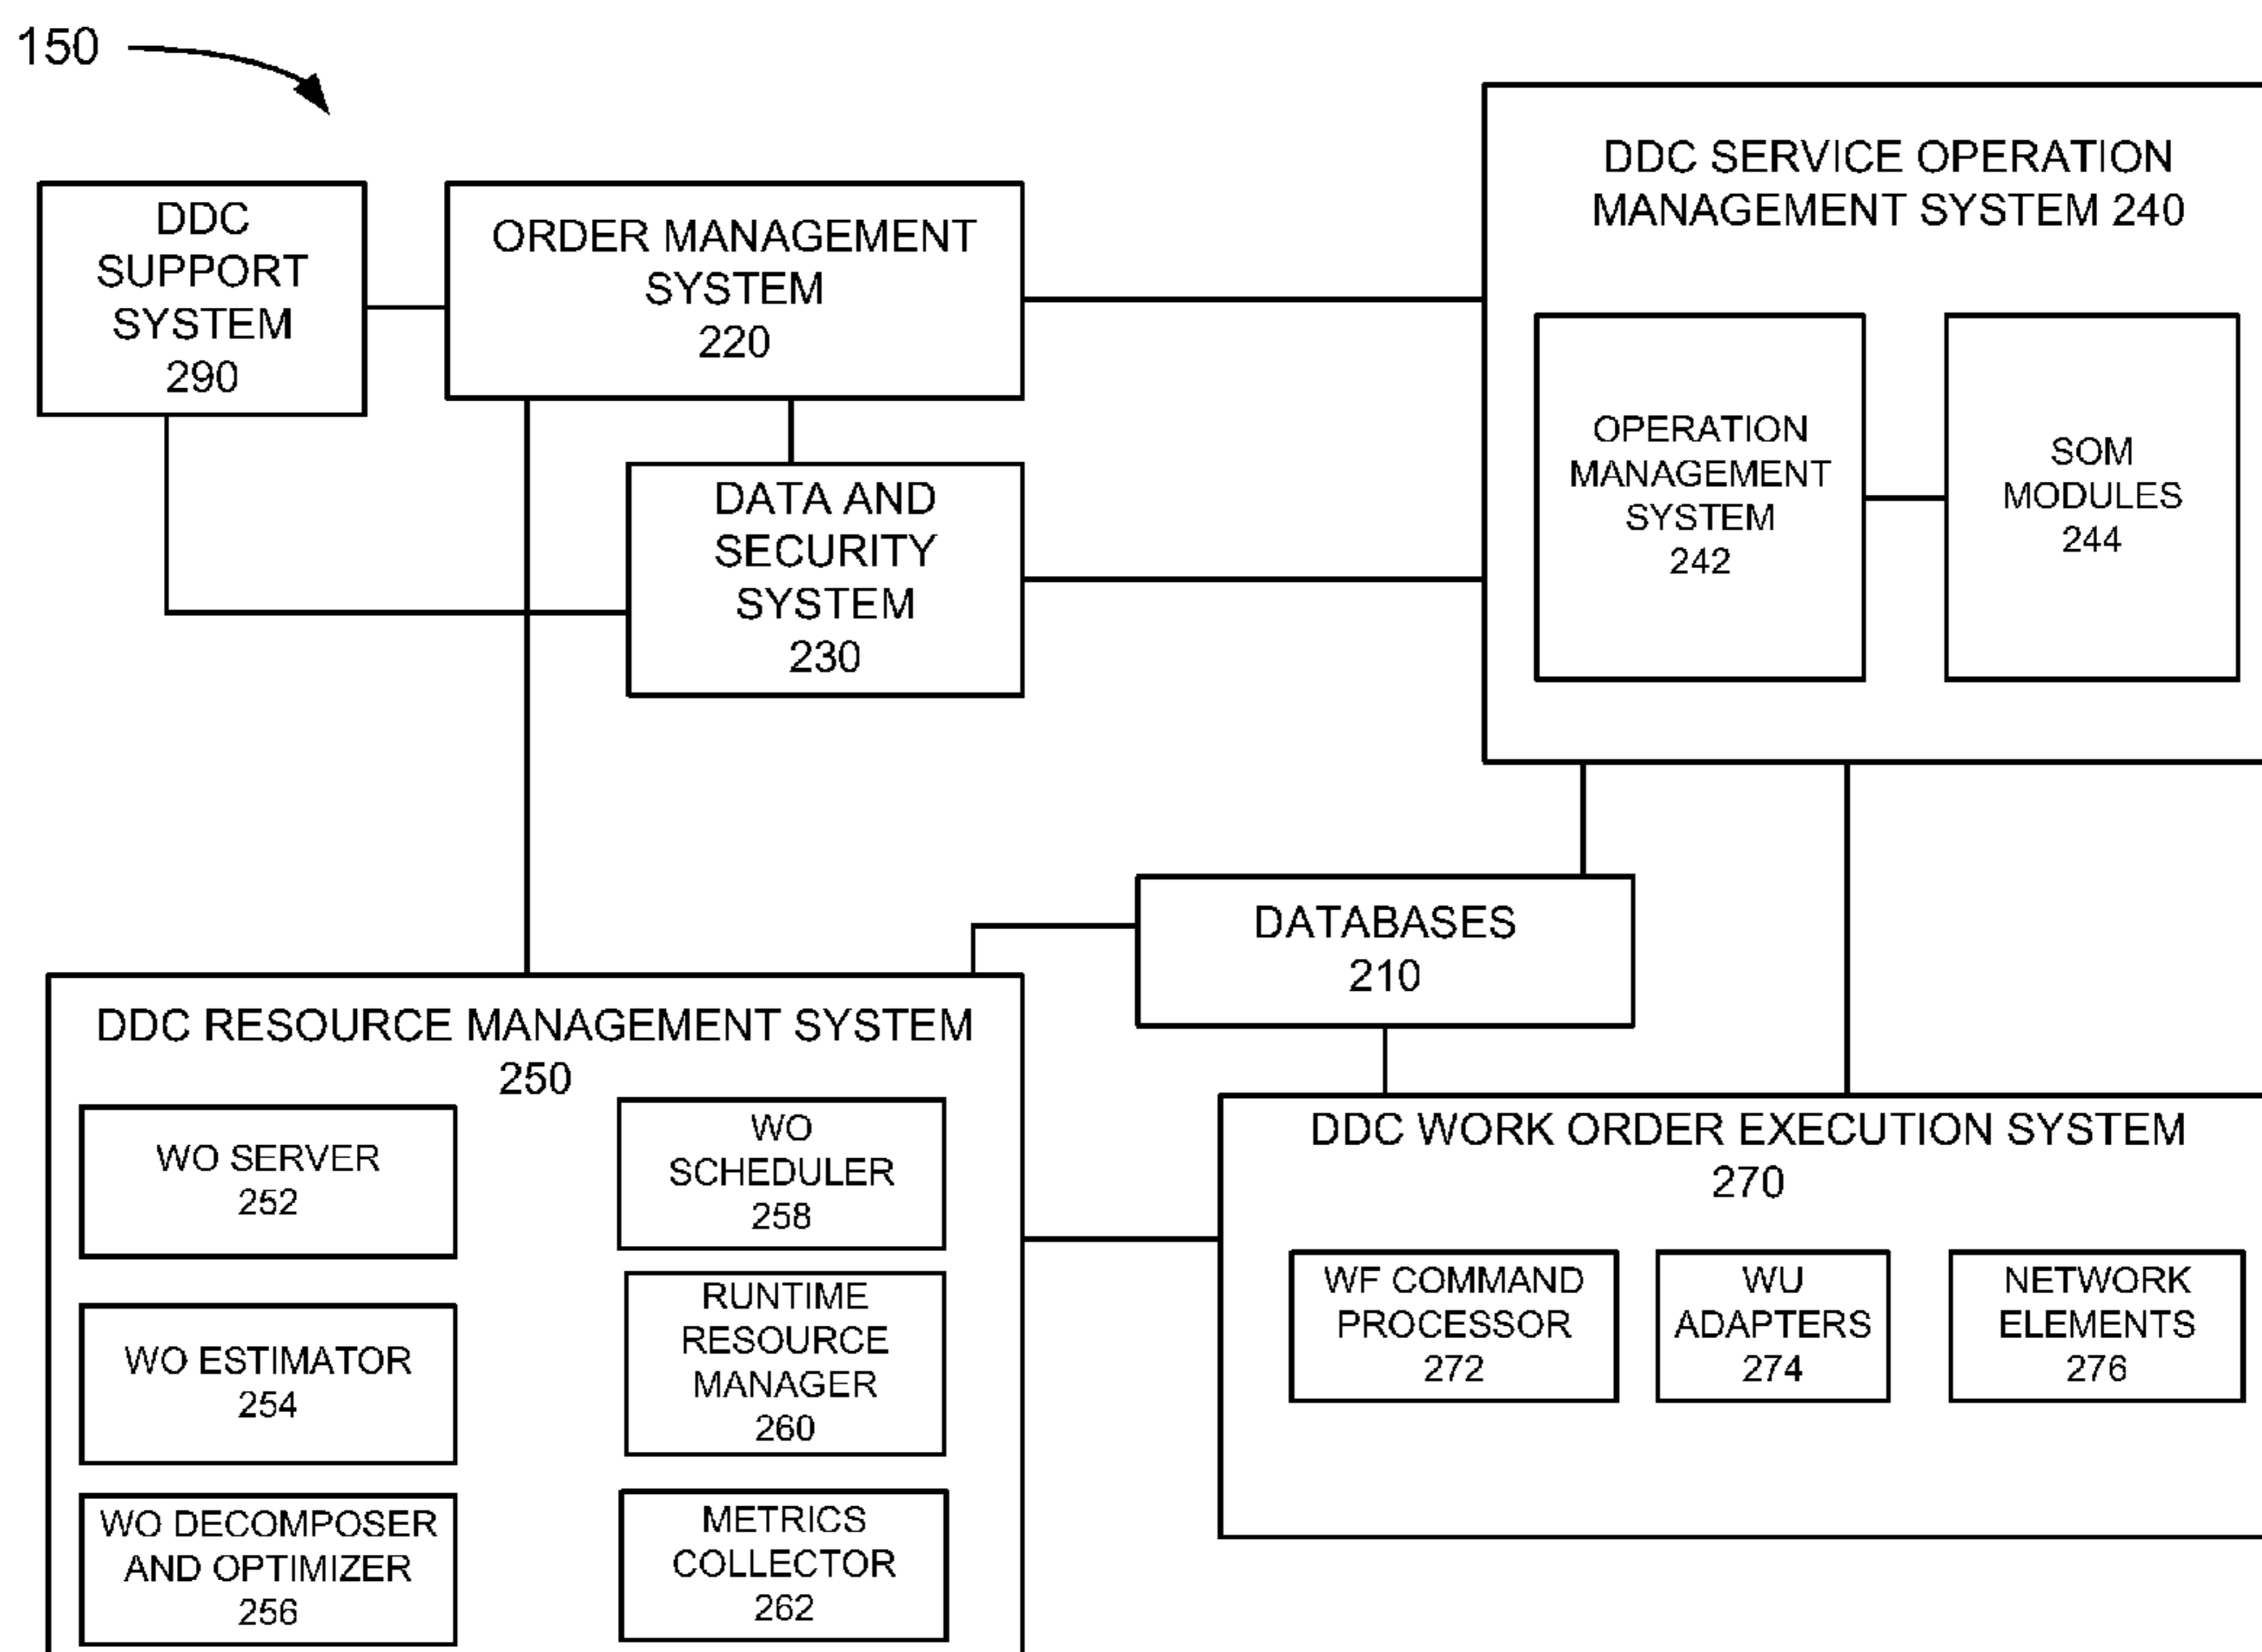 150
DDC
SUPPORT
SYSTEM
290
ORDER MANAGEMENT
SYSTEM
220
DATA AND
SECURITY
SYSTEM
230
DDC SERVICE OPERATION
MANAGEMENT SYSTEM 240
OPERATION
MANAGEMENT
SYSTEM
242
SOM
MODULES
244
DATABASES
210
DDC RESOURCE MANAGEMENT SYSTEM
250
WO SERVER
252
WO ESTIMATOR
254
WO DECOMPOSER
AND OPTIMIZER
256
WO
SCHEDULER
258
RUNTIME
RESOURCE
MANAGER
260
METRICS
COLLECTOR
262
DDC WORK ORDER EXECUTION SYSTEM
270
WF COMMAND
PROCESSOR
272
WU
ADAPTERS
274
NETWORK
ELEMENTS
276